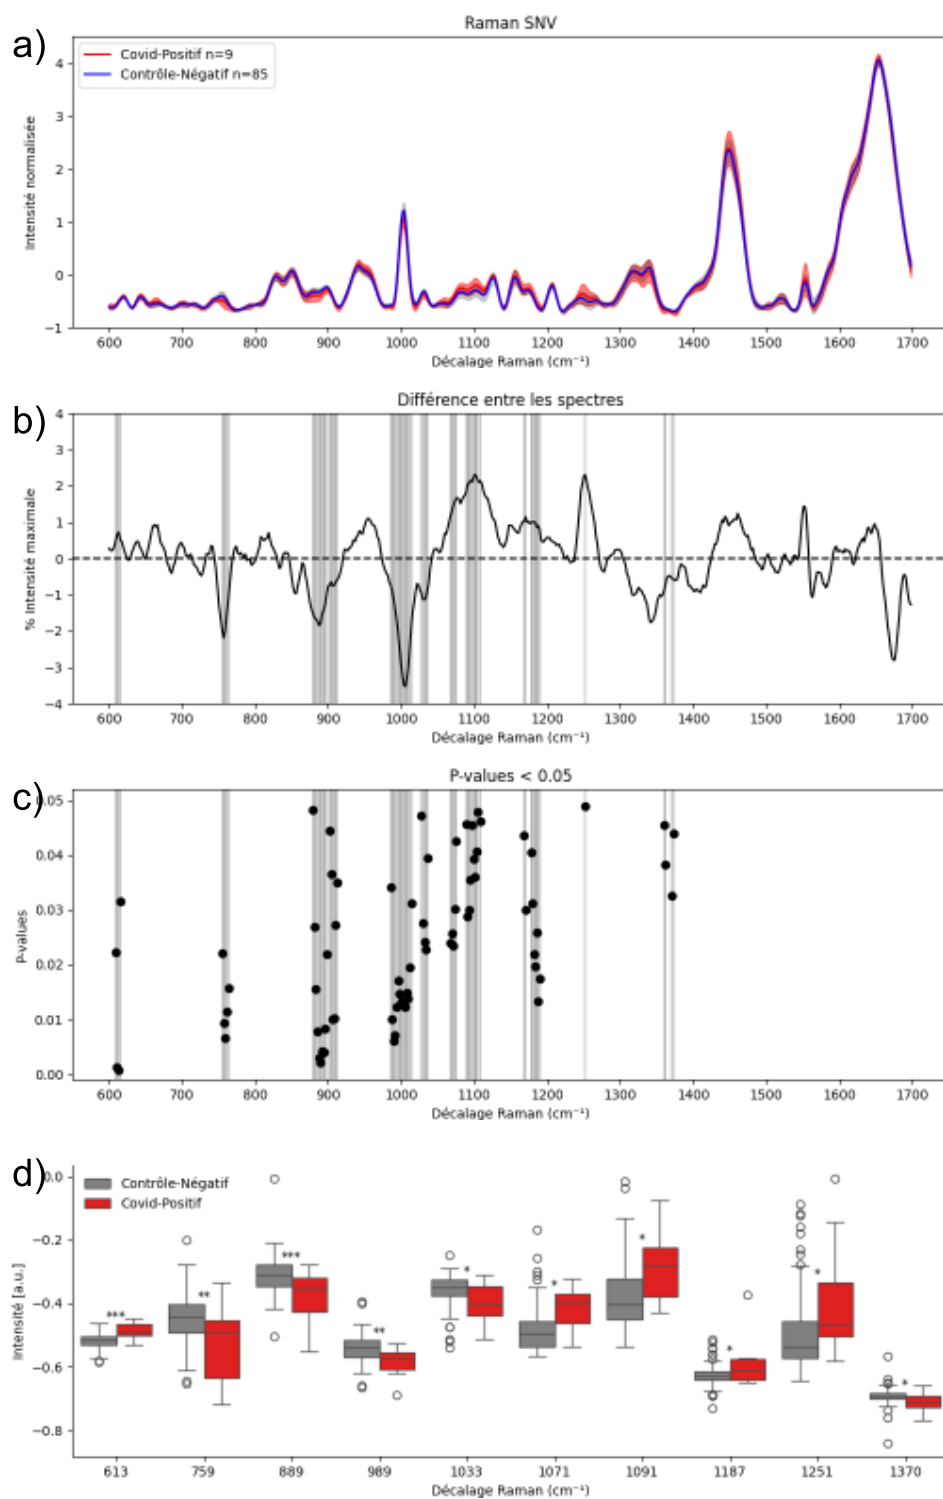 a)
Raman SNV
Covid-Positif n=9
Contrôle-Négatif n=85
Intensité normalisée
4
3
2
1
0
−1
600 700 800 900 1000 1100 1200 1300 1400 1500 1600 1700
Décalage Raman (cm⁻¹)
b)
Différence entre les spectres
% Intensité maximale
4
3
2
1
0
−1
−2
−3
−4
600 700 800 900 1000 1100 1200 1300 1400 1500 1600 1700
Décalage Raman (cm⁻¹)
c)
P-values < 0.05
P-values
0.05
0.04
0.03
0.02
0.01
0.00
600 700 800 900 1000 1100 1200 1300 1400 1500 1600 1700
Décalage Raman (cm⁻¹)
d)
Contrôle-Négatif
Covid-Positif
Intensité [a.u.]
0.0
−0.2
−0.4
−0.6
−0.8
*** ** *** ** * * * * * *
613 759 889 989 1033 1071 1091 1187 1251 1370
Décalage Raman (cm⁻¹)